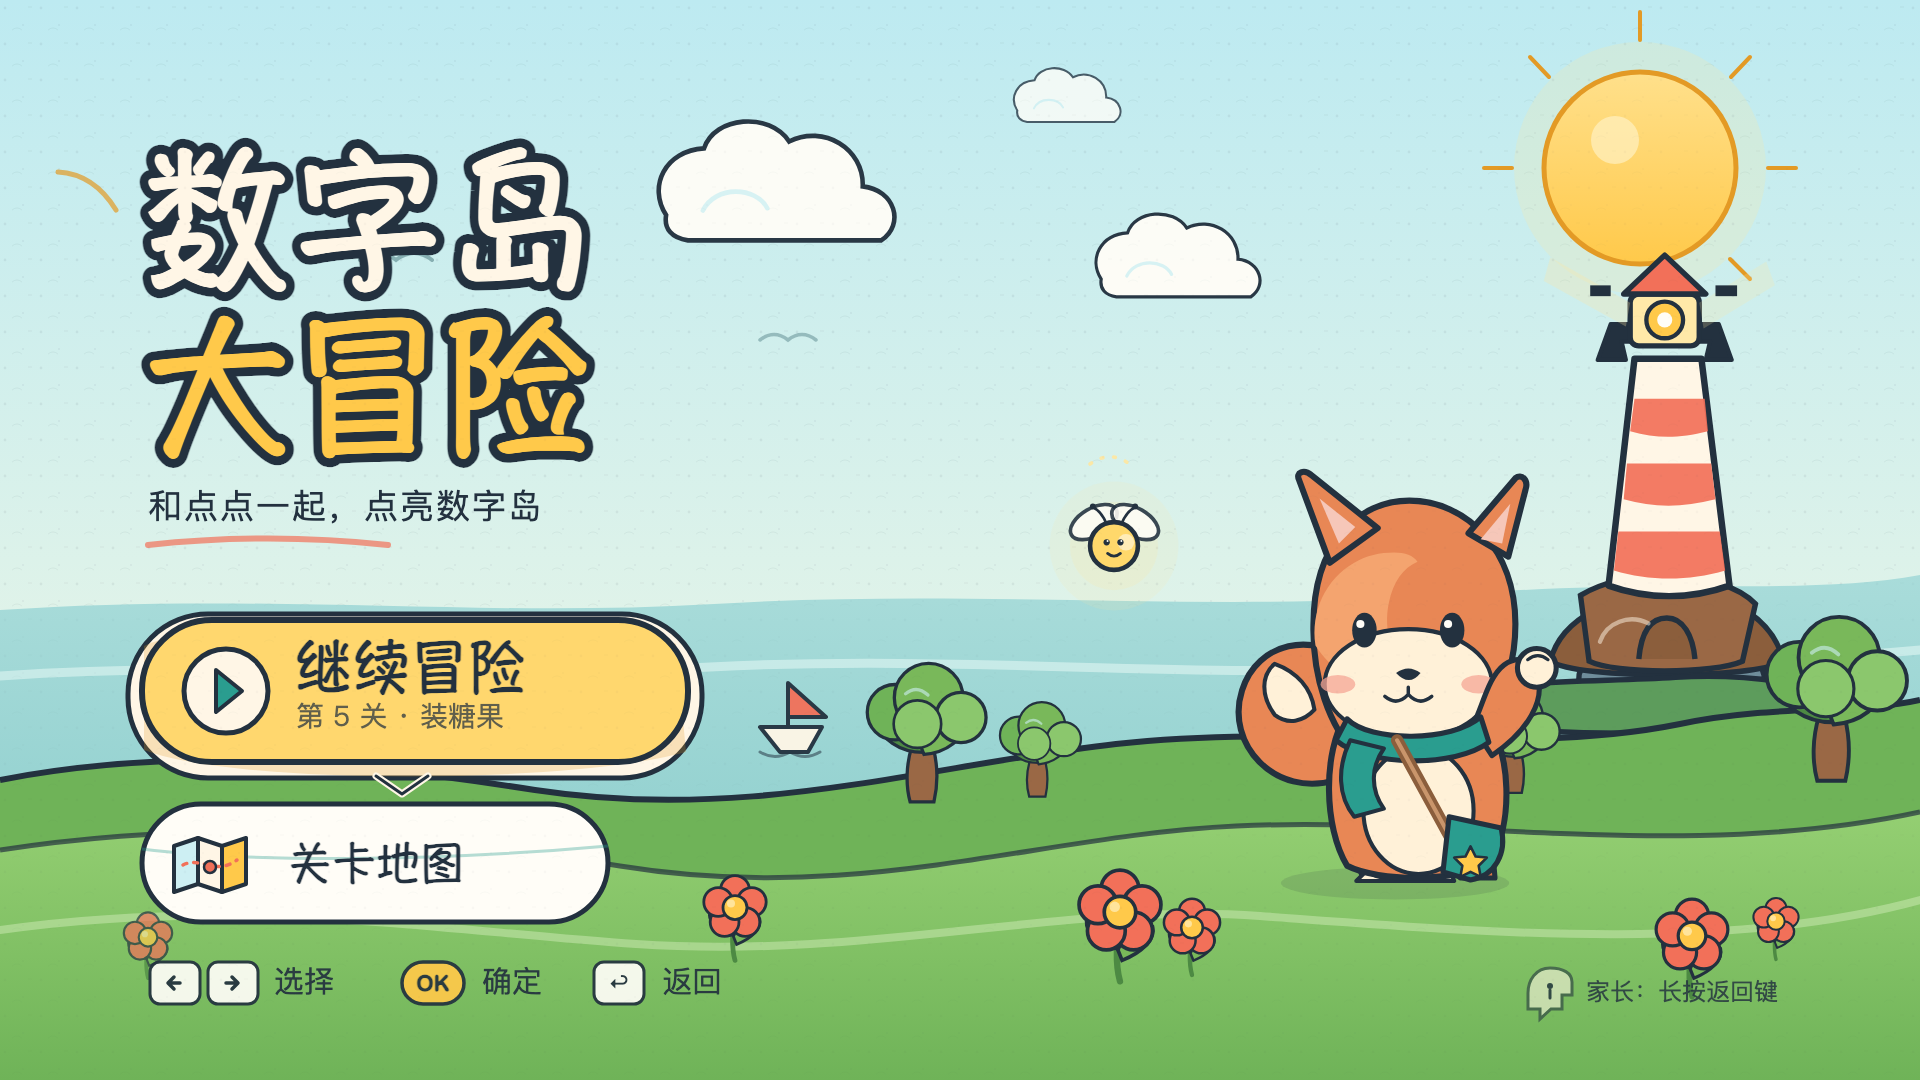 数字岛
大冒险
和点点一起，点亮数字岛
继续冒险
第 5 关 · 装糖果
关卡地图
选择 OK 确定 返回
家长：长按返回键